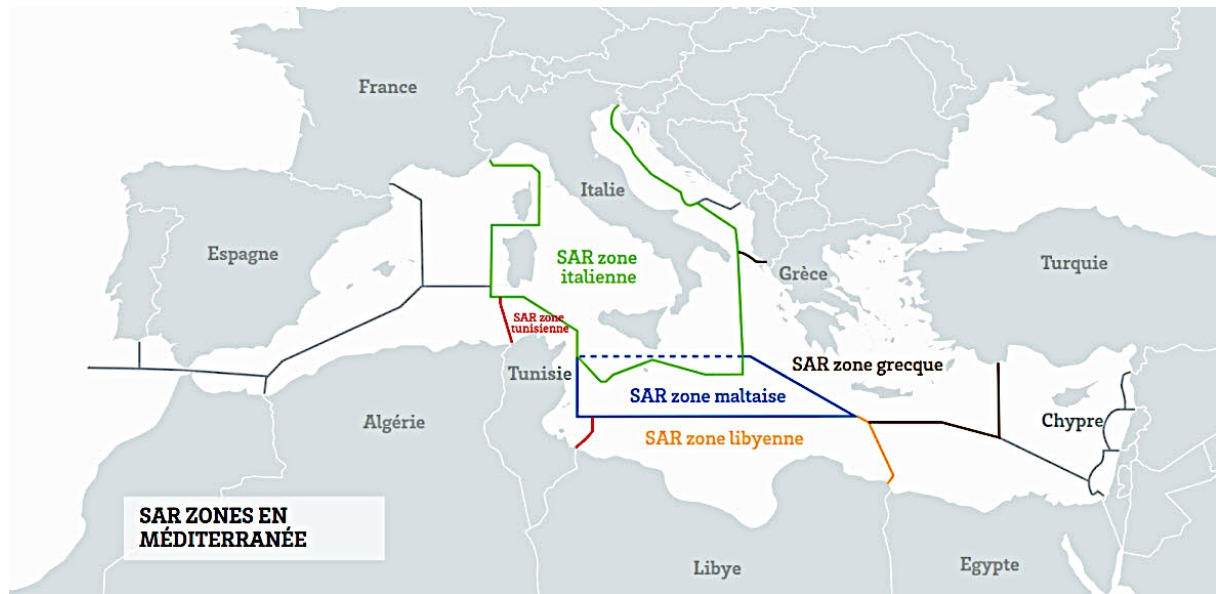 France
Italie
Espagne
SAR zone
italienne
Grèce
Turquie
SAR zone
tunisienne
Tunisie
SAR zone grecque
SAR zone maltaise
Chypre
Algérie
SAR zone libyenne
SAR ZONES EN
MÉDITERRANÉE
Libye
Egypte